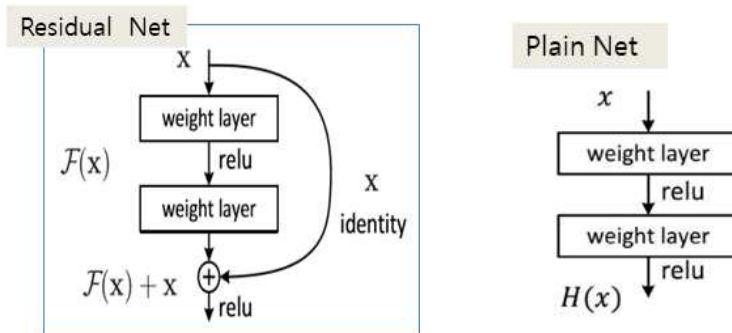 Residual Net
x
weight layer
F(x)
relu
weight layer
x
identity
F(x) + x
+
relu
Plain Net
x
weight layer
relu
weight layer
relu
H(x)